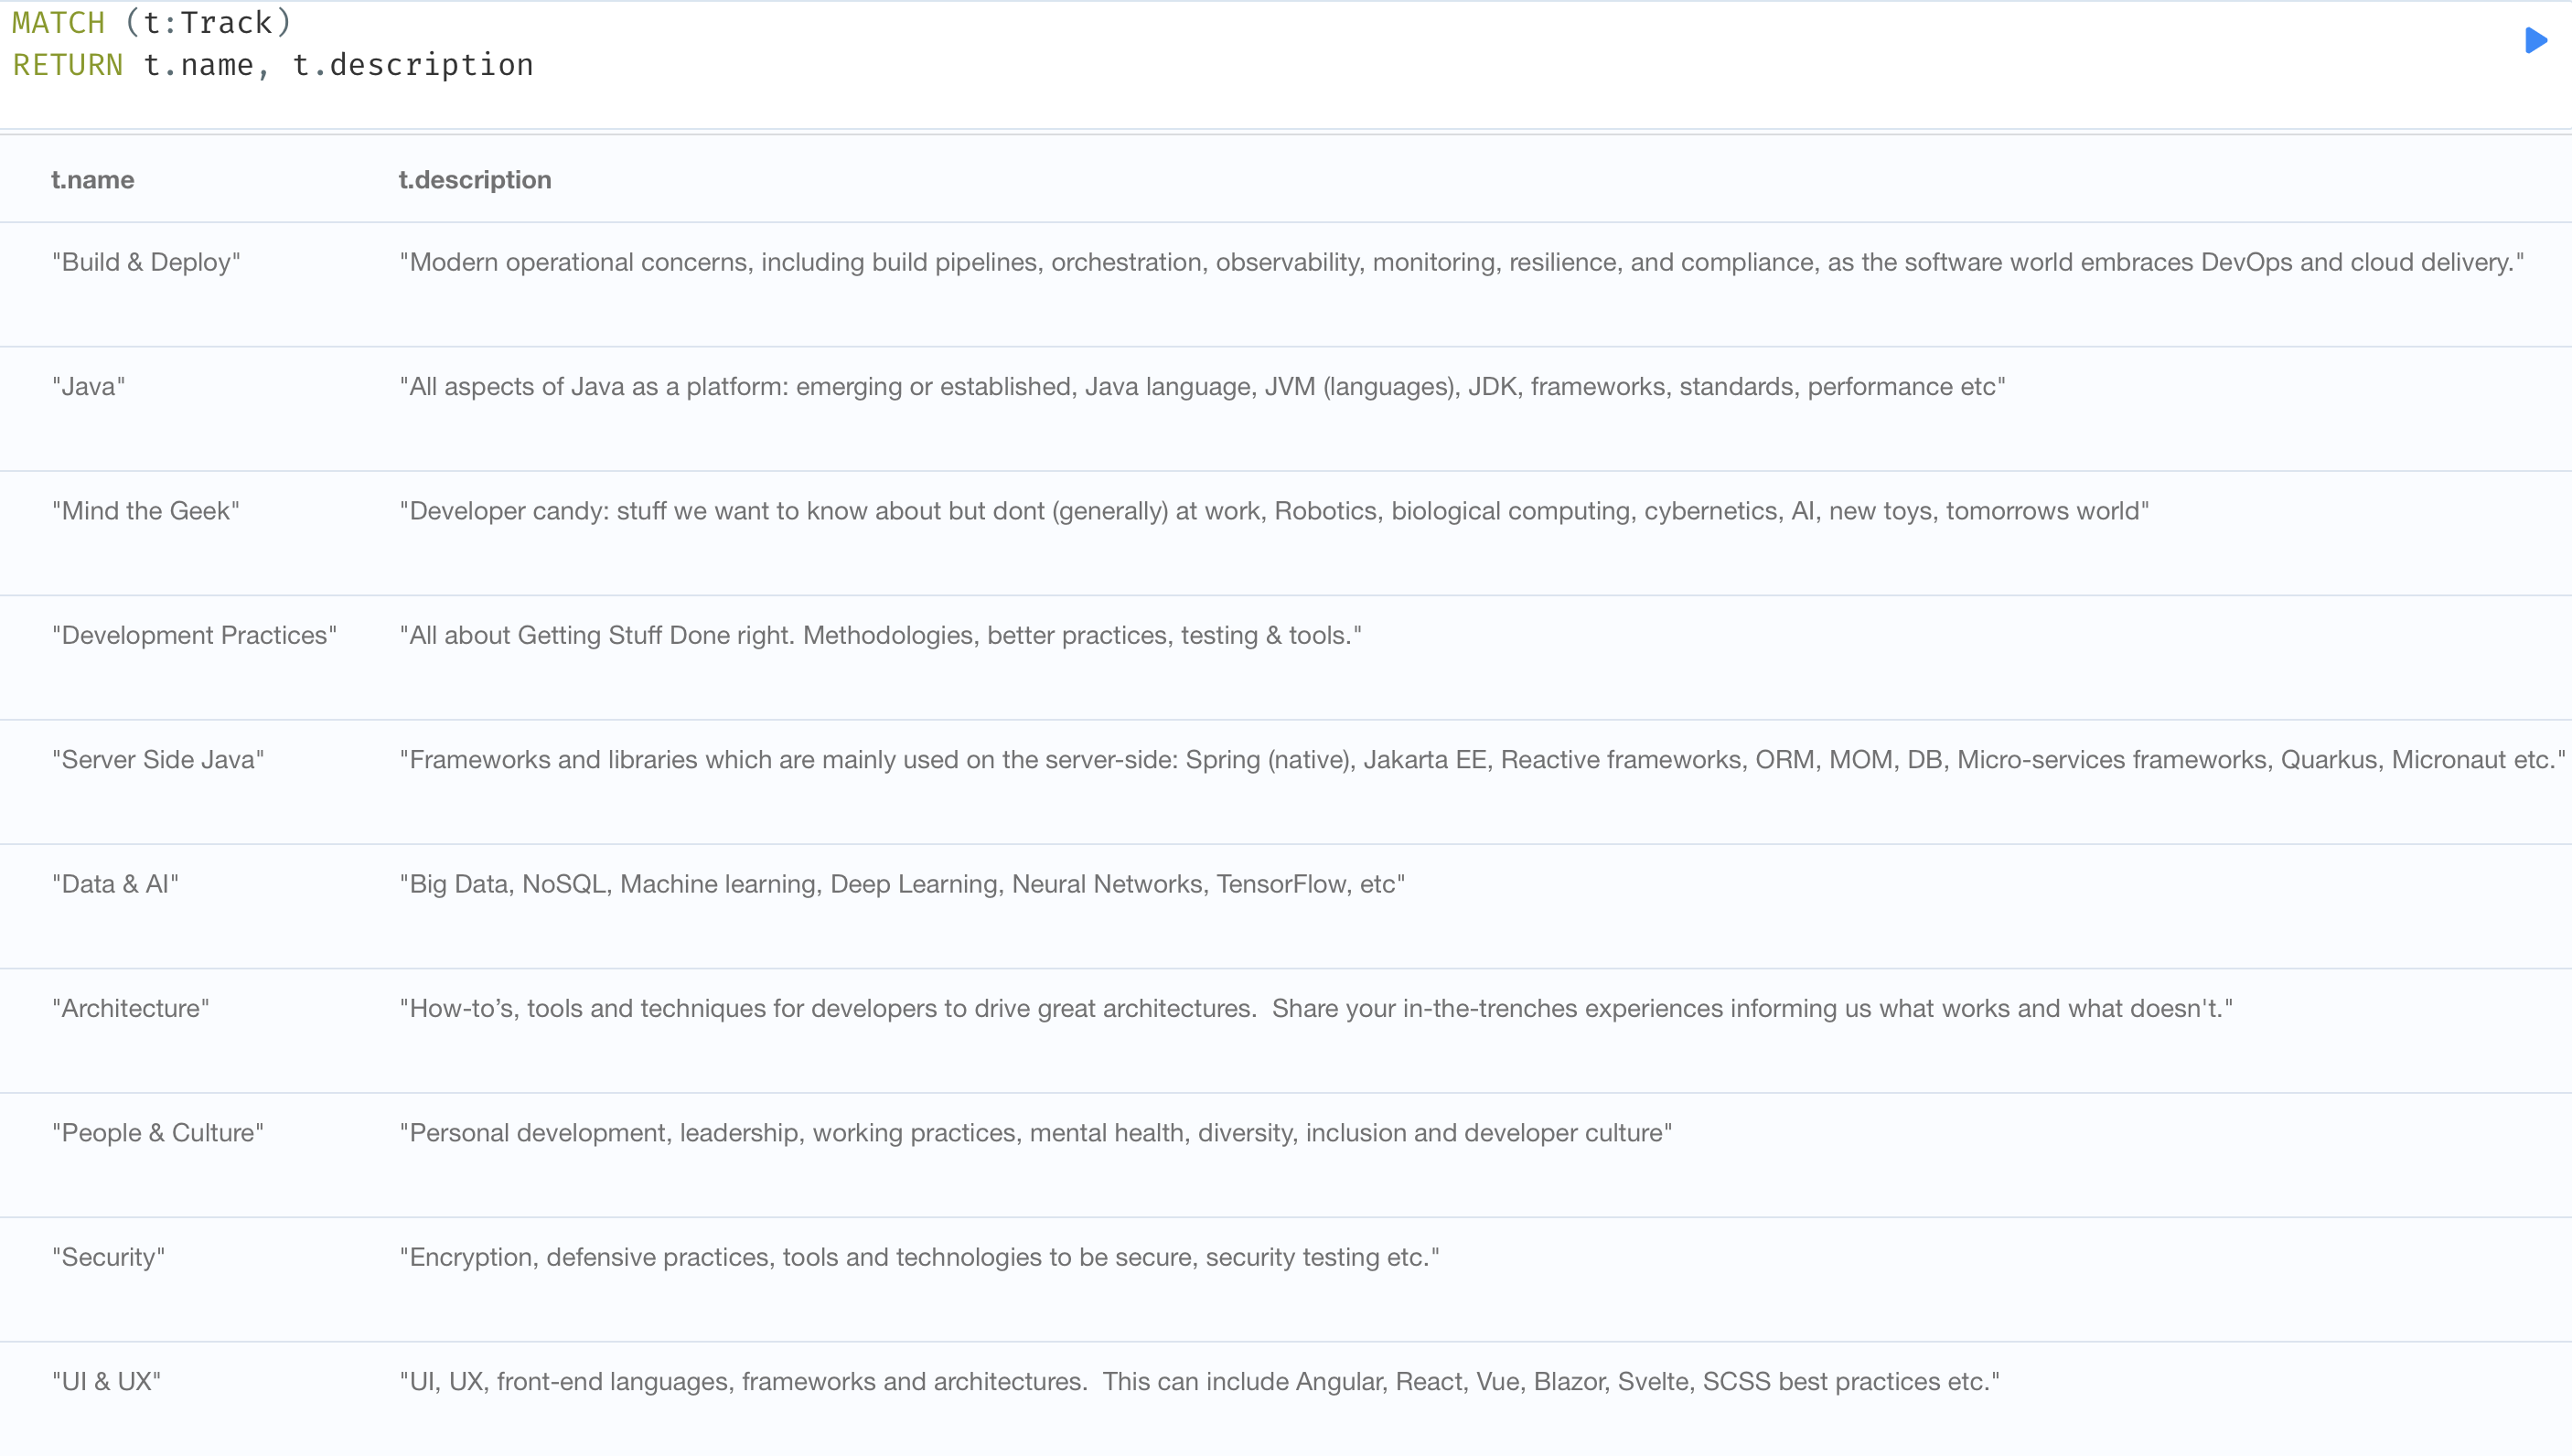 MATCH (t:Track)
RETURN t.name, t.description
t.name t.description
"Build & Deploy" "Modern operational concerns, including build pipelines, orchestration, observability, monitoring, resilience, and compliance, as the software world embraces DevOps and cloud delivery."
"Java" "All aspects of Java as a platform: emerging or established, Java language, JVM (languages), JDK, frameworks, standards, performance etc"
"Mind the Geek" "Developer candy: stuff we want to know about but dont (generally) at work, Robotics, biological computing, cybernetics, AI, new toys, tomorrows world"
"Development Practices" "All about Getting Stuff Done right. Methodologies, better practices, testing & tools."
"Server Side Java" "Frameworks and libraries which are mainly used on the server-side: Spring (native), Jakarta EE, Reactive frameworks, ORM, MOM, DB, Micro-services frameworks, Quarkus, Micronaut etc."
"Data & AI" "Big Data, NoSQL, Machine learning, Deep Learning, Neural Networks, TensorFlow, etc"
"Architecture" "How-to’s, tools and techniques for developers to drive great architectures.  Share your in-the-trenches experiences informing us what works and what doesn't."
"People & Culture" "Personal development, leadership, working practices, mental health, diversity, inclusion and developer culture"
"Security" "Encryption, defensive practices, tools and technologies to be secure, security testing etc."
"UI & UX" "UI, UX, front-end languages, frameworks and architectures.  This can include Angular, React, Vue, Blazor, Svelte, SCSS best practices etc."